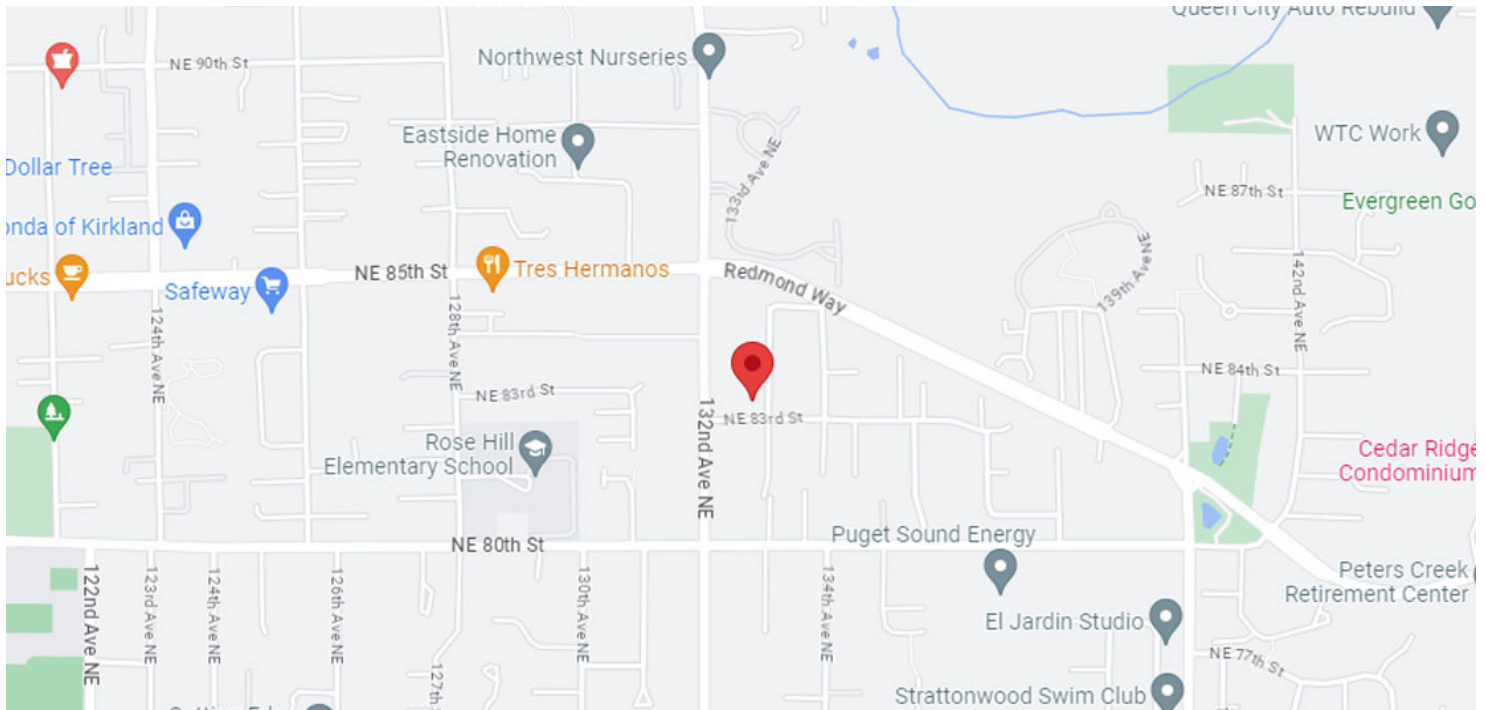 Queen City Auto Rebuild
NE 90th St
Northwest Nurseries
Eastside Home
Renovation
WTC Work
Dollar Tree
133rd Ave NE
NE 87th St
Evergreen Go
onda of Kirkland
139th Ave NE
142nd Ave NE
ucks
Safeway
NE 85th St
Tres Hermanos
Redmond Way
124th Ave NE
128th Ave NE
NE 84th St
NE 83rd St
132nd Ave NE
NE 83rd St
Rose Hill
Elementary School
Cedar Ridge
Condominium
NE 80th St
Puget Sound Energy
122nd Ave NE
123rd Ave NE
124th Ave NE
126th Ave NE
127th
130th Ave NE
134th Ave NE
Peters Creek
Retirement Center
El Jardin Studio
NE 77th St
Strattonwood Swim Club